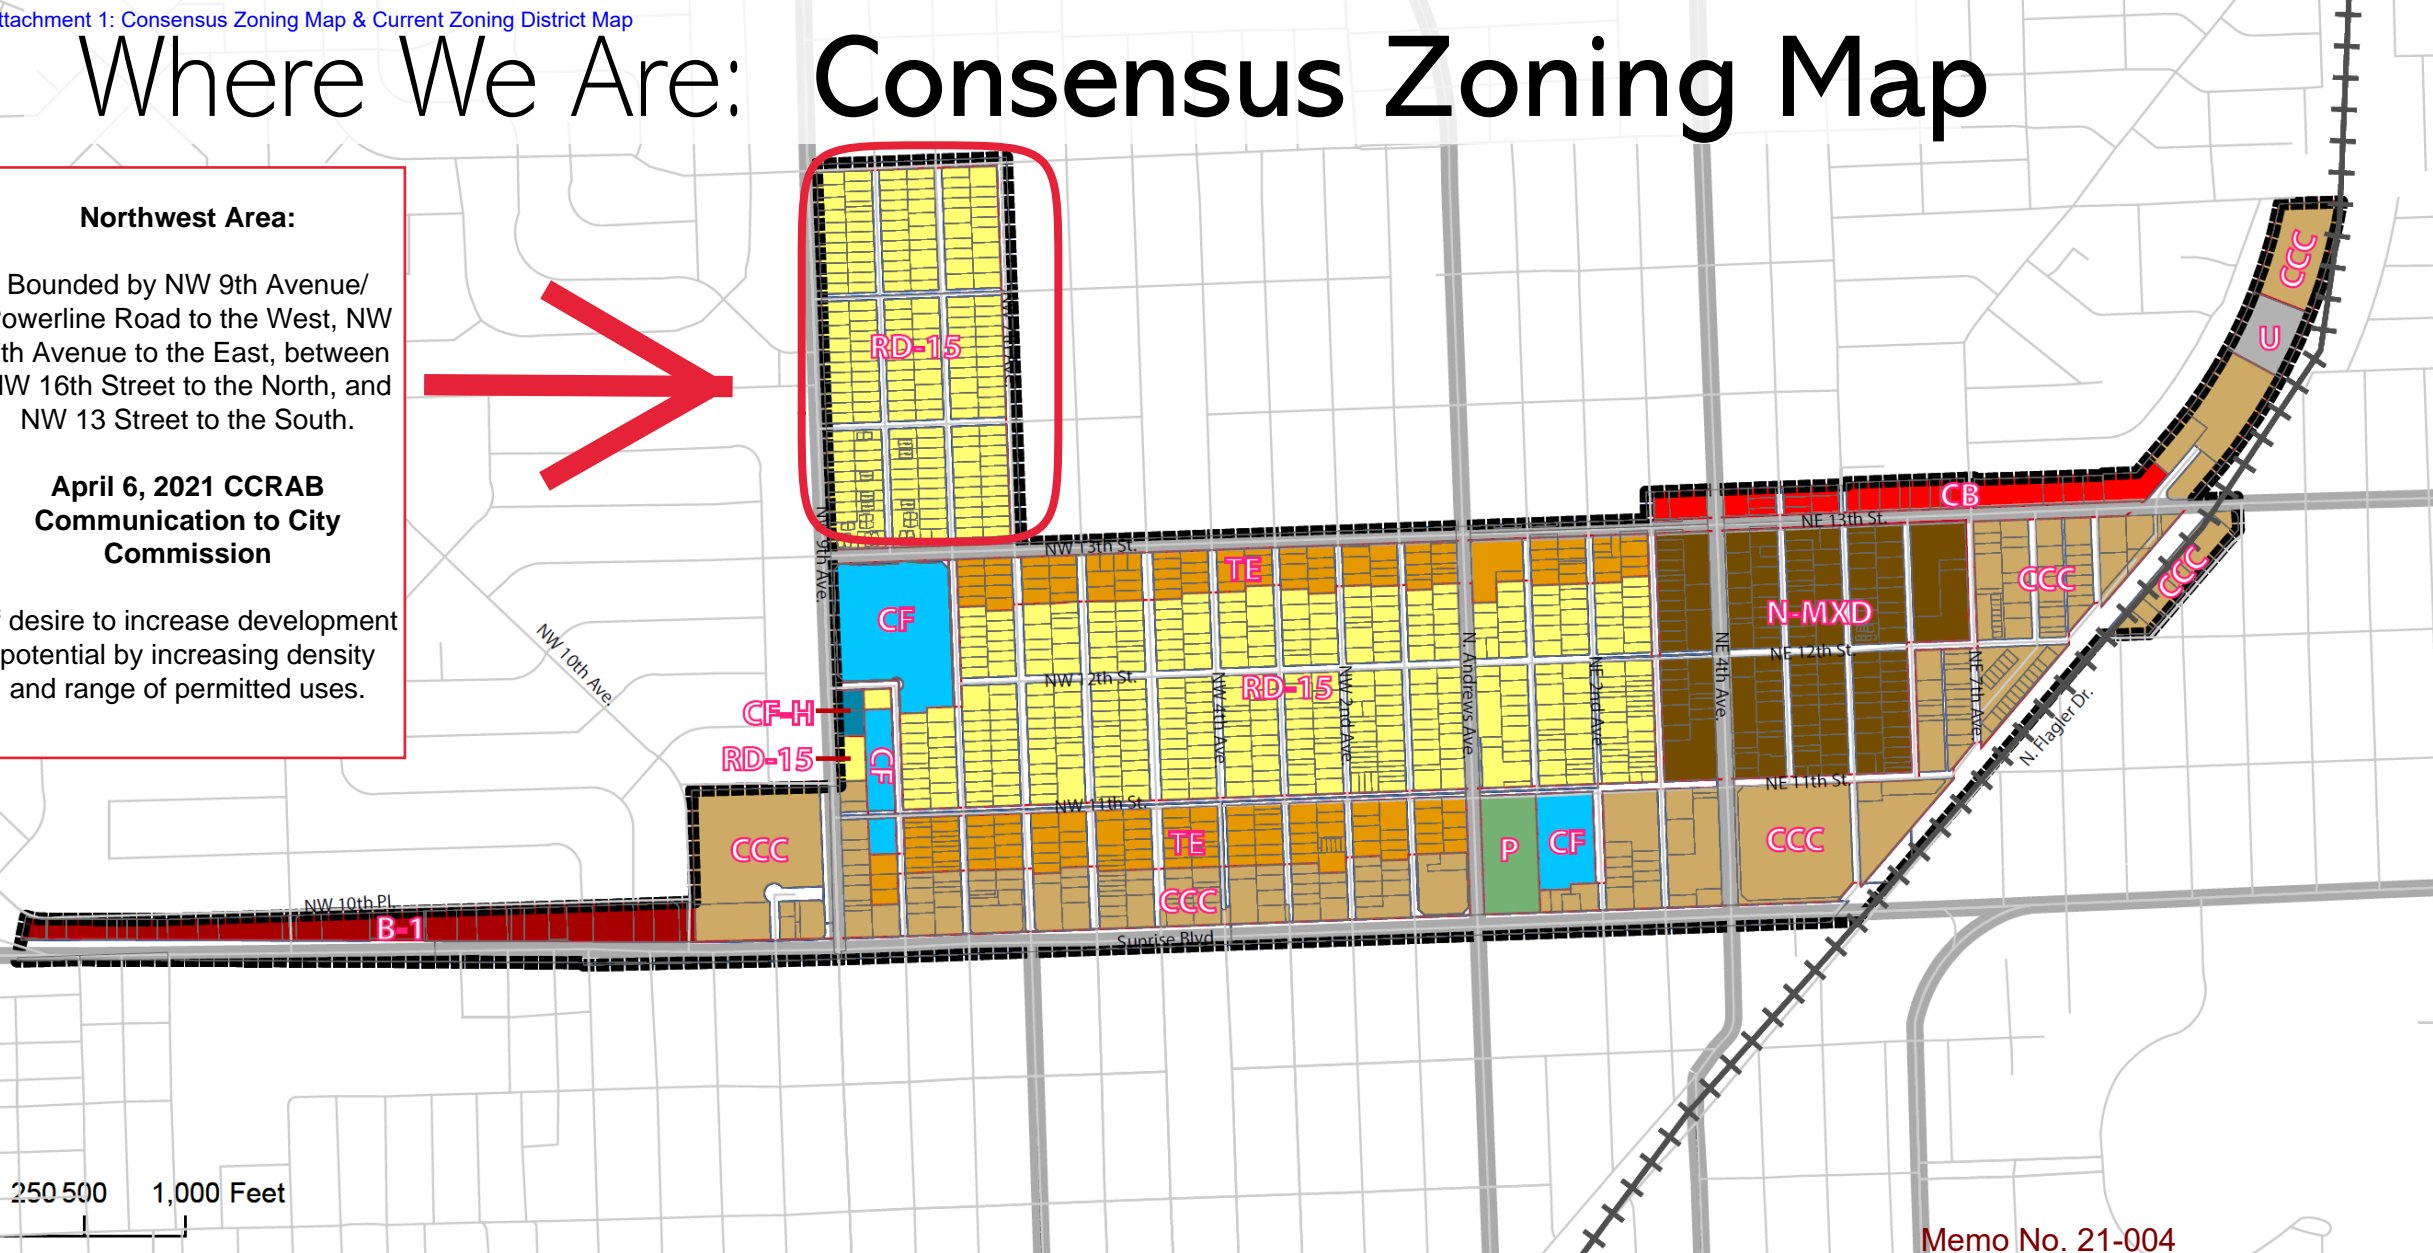 ttachment 1: Consensus Zoning Map & Current Zoning District Map
Where We Are: Consensus Zoning Map
Northwest Area:
Bounded by NW 9th Avenue/
owerline Road to the West, NW
th Avenue to the East, between
W 16th Street to the North, and
NW 13 Street to the South.
April 6, 2021 CCRAB
Communication to City
Commission
desire to increase development
potential by increasing density
and range of permitted uses.
RD-15
CCC
U
CB
NE 13th St.
NW 13th St.
9th Ave.
TE
CF
N-MXD
CCC
CCC
NW 10th Ave.
NW 12th St.
NE 12th St.
RD-15
NW 4th Ave.
NW 2nd Ave.
N. Andrews Ave.
NE 2nd Ave.
NE 4th Ave.
NE 7th Ave.
N. Flagler Dr.
CF-H
RD-15
CF
NW 11th St.
NE 11th St.
CCC
TE
P
CF
CCC
CCC
NW 10th Pl.
B-1
Sunrise Blvd
250 500 1,000 Feet
Memo No. 21-004